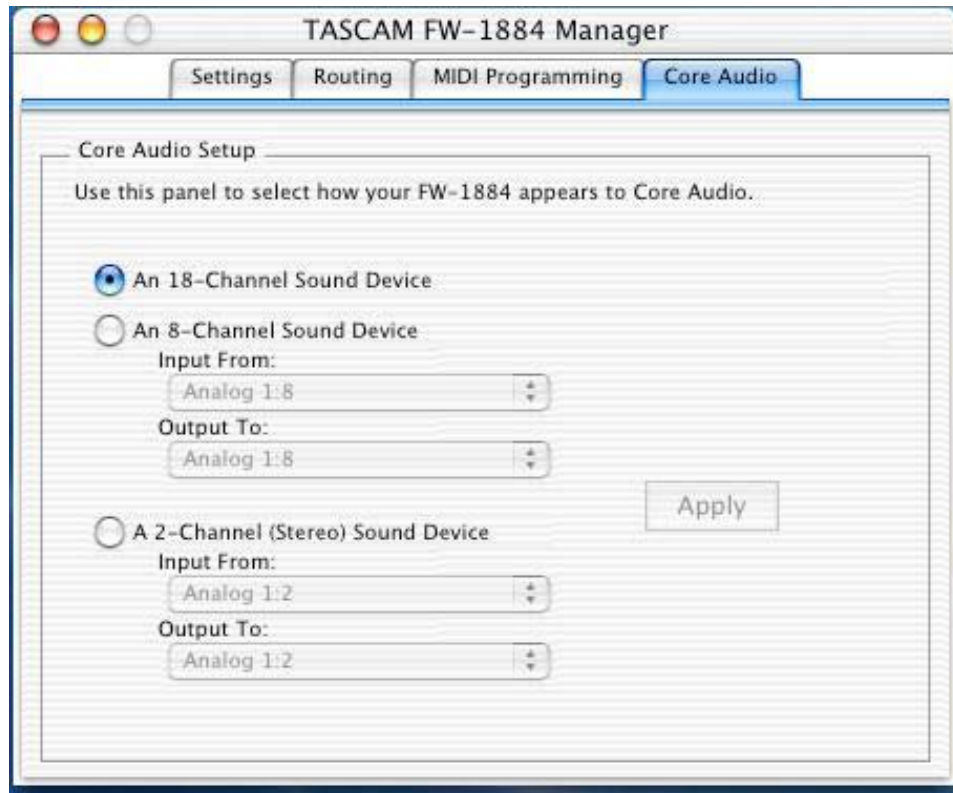 TASCAM FW-1884 Manager
Settings Routing MIDI Programming Core Audio
Core Audio Setup
Use this panel to select how your FW-1884 appears to Core Audio.
An 18-Channel Sound Device
An 8-Channel Sound Device
Input From:
Analog 1:8
Output To:
Analog 1:8
Apply
A 2-Channel (Stereo) Sound Device
Input From:
Analog 1:2
Output To:
Analog 1:2